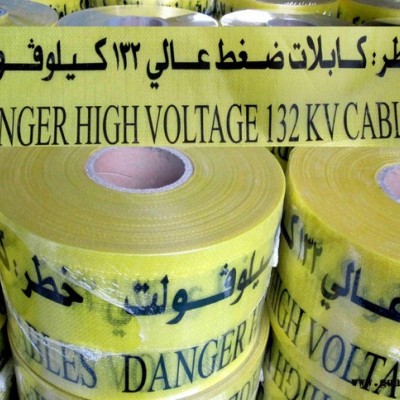 خطر: كابلات ضغط عالي ١٣٢ كيلوفو
NGER HIGH VOLTAGE 132 KV CABL
كيلوفولت خطر:
BLES DANGER
عالي ١٣٢
HIGH VOLTA